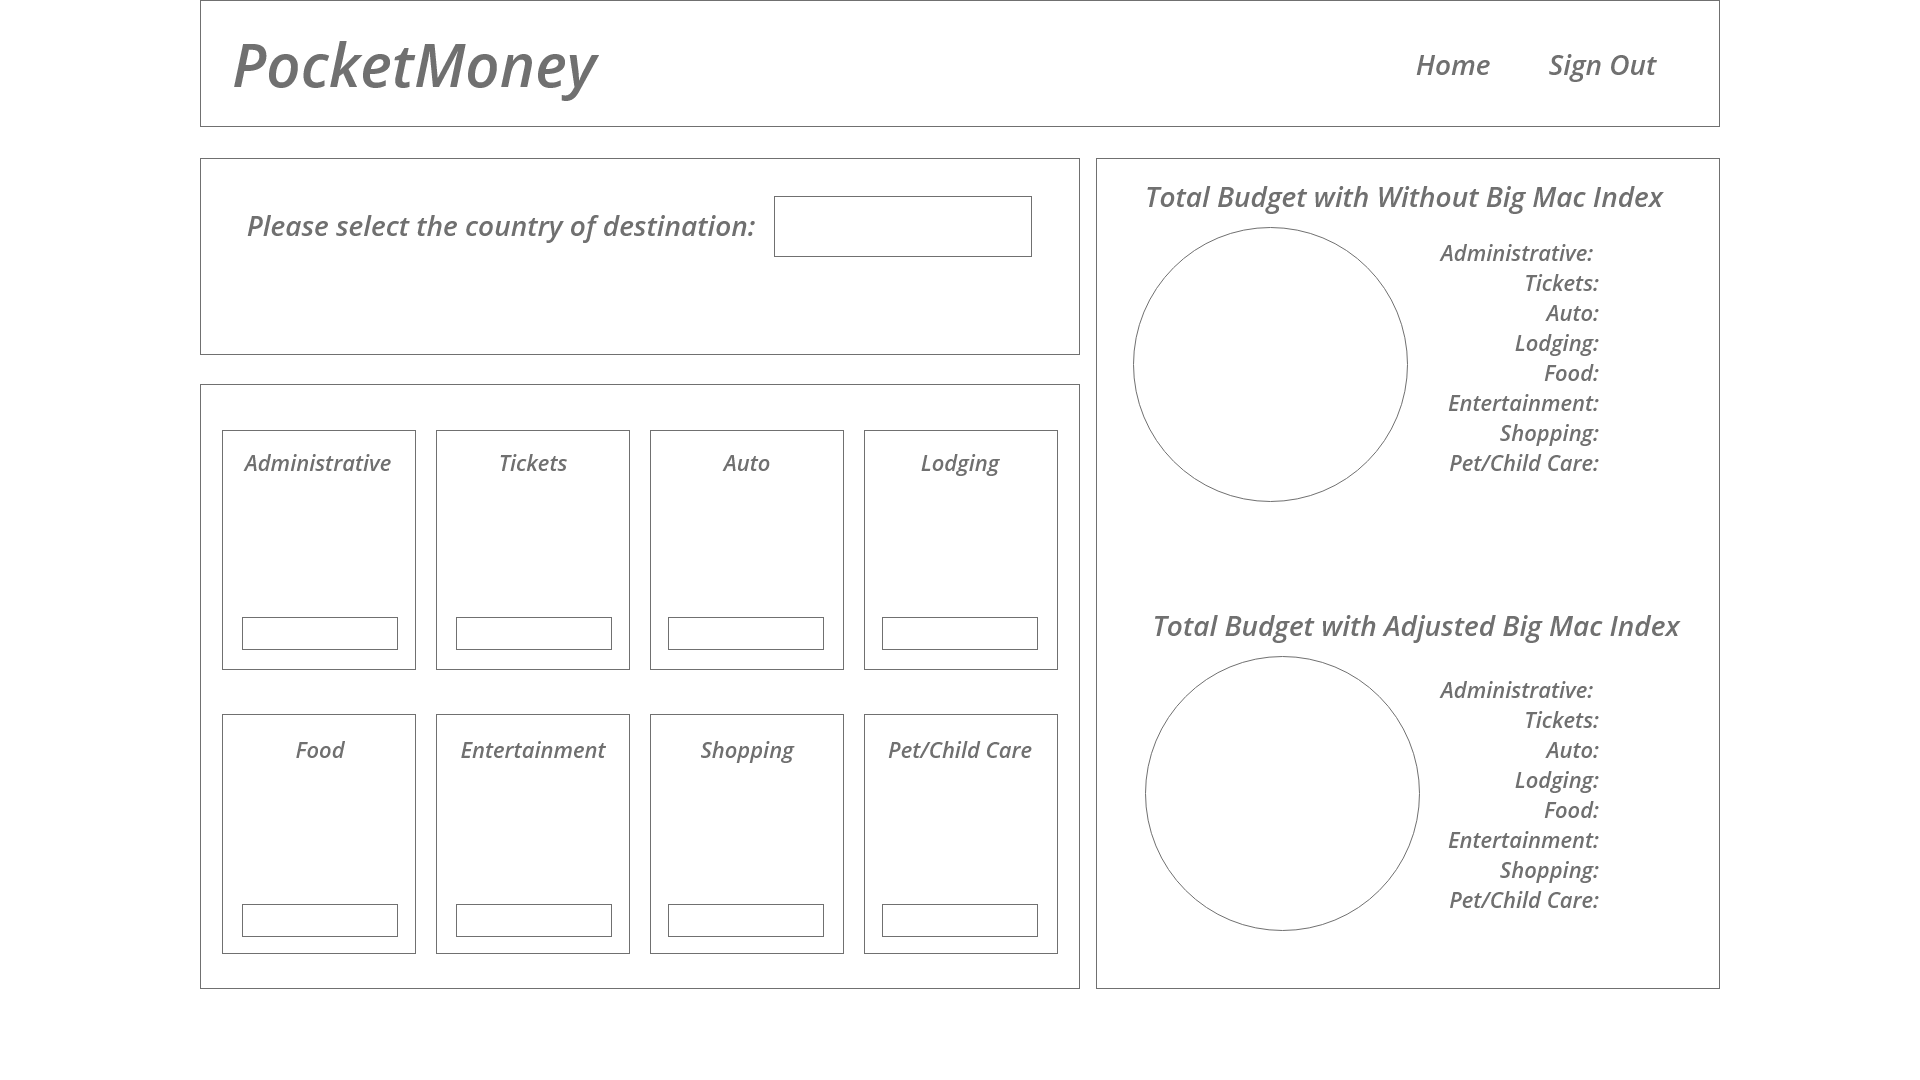 PocketMoney
Home
Sign Out
Please select the country of destination:
Administrative
Tickets
Auto
Lodging
Food
Entertainment
Shopping
Pet/Child Care
Total Budget with Without Big Mac Index
Administrative:
Tickets:
Auto:
Lodging:
Food:
Entertainment:
Shopping:
Pet/Child Care:
Total Budget with Adjusted Big Mac Index
Administrative:
Tickets:
Auto:
Lodging:
Food:
Entertainment:
Shopping:
Pet/Child Care: